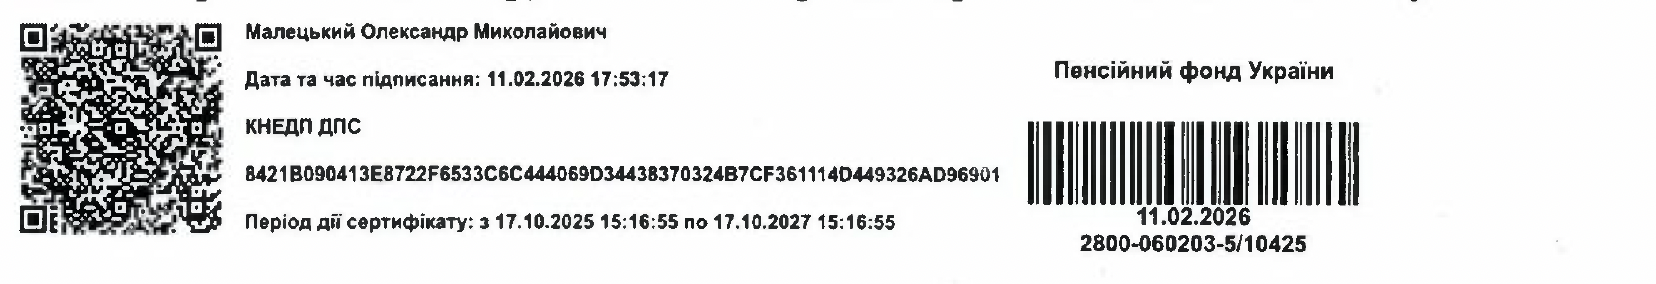 Малецький Олександр Миколайович
Дата та час підписання: 11.02.2026 17:53:17
КНЕДП ДПС
8421B090413E8722F6533C6C444069D34438370324B7CF361114D449326AD96901
Період дії сертифікату: з 17.10.2025 15:16:55 по 17.10.2027 15:16:55
Пенсійний фонд України
11.02.2026
2800-060203-5/10425